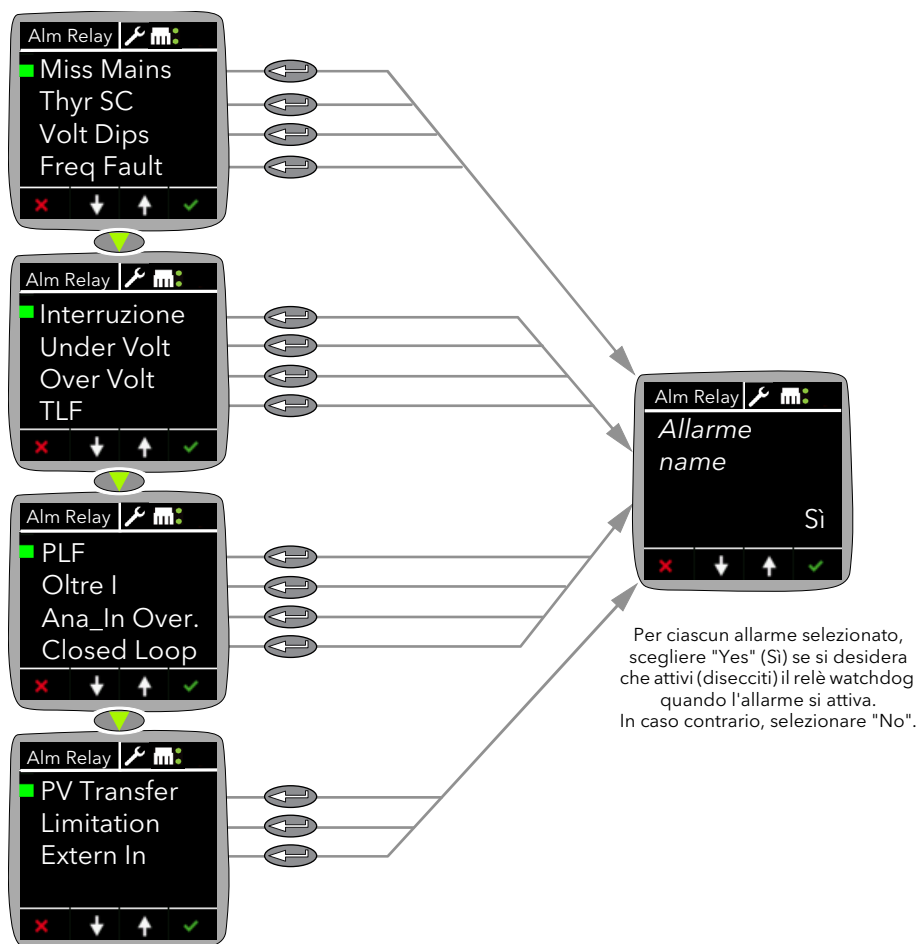 Alm Relay
Miss Mains
Thyr SC
Volt Dips
Freq Fault
Alm Relay
Interruzione
Under Volt
Over Volt
TLF
Alm Relay
PLF
Oltre I
Ana_In Over.
Closed Loop
Alm Relay
PV Transfer
Limitation
Extern In
Alm Relay
Allarme
name
Sì
Per ciascun allarme selezionato,
scegliere "Yes" (Sì) se si desidera
che attivi (disecciti) il relè watchdog
quando l'allarme si attiva.
In caso contrario, selezionare "No".